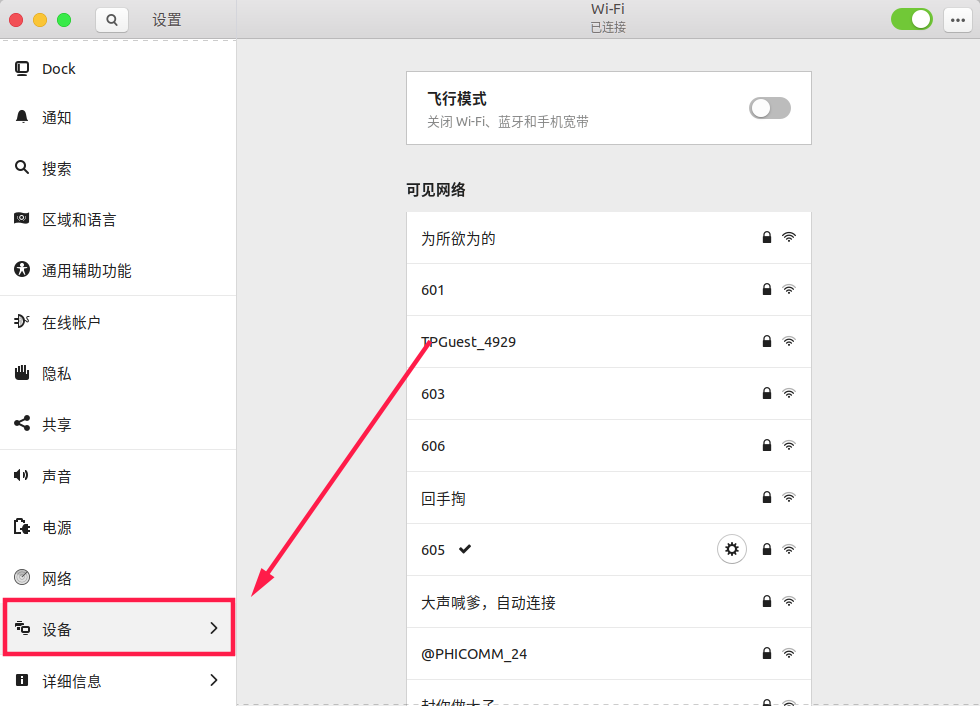 设置
Wi-Fi
已连接
Dock
通知
搜索
区域和语言
通用辅助功能
在线帐户
隐私
共享
声音
电源
网络
设备
详细信息
飞行模式
关闭 Wi-Fi、蓝牙和手机宽带
可见网络
为所欲为的
601
TPGuest_4929
603
606
回手掏
605
大声喊爹，自动连接
@PHICOMM_24